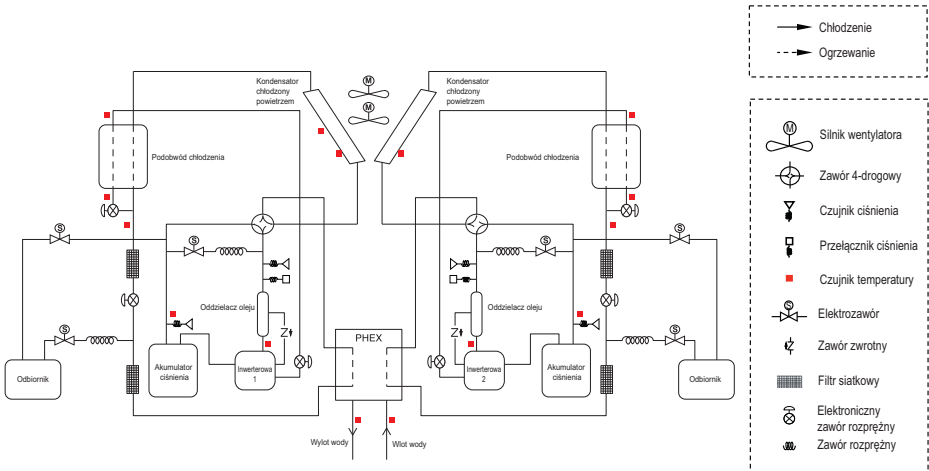 Chłodzenie
Ogrzewanie
Kondensator
chłodzony
powietrzem
M
M
Kondensator
chłodzony
powietrzem
Podobwód chłodzenia
Podobwód chłodzenia
S
S
S
S
Oddzielacz oleju
Oddzielacz oleju
S
S
PHEX
Odbiornik
Akumulator
ciśnienia
Inwerterowa
1
Inwerterowa
2
Akumulator
ciśnienia
Odbiornik
Wylot wody
Wlot wody
M
Silnik wentylatora
Zawór 4-drogowy
Czujnik ciśnienia
Przełącznik ciśnienia
Czujnik temperatury
S
Elektrozawór
Zawór zwrotny
Filtr siatkowy
Elektroniczny
zawór rozprężny
Zawór rozprężny